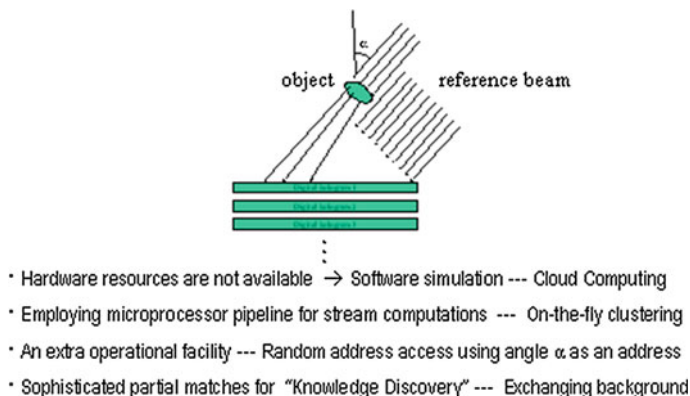 α
object
reference beam
· Hardware resources are not available → Software simulation --- Cloud Computing
· Employing microprocessor pipeline for stream computations --- On-the-fly clustering
· An extra operational facility --- Random address access using angle α as an address
· Sophisticated partial matches for “Knowledge Discovery” --- Exchanging background